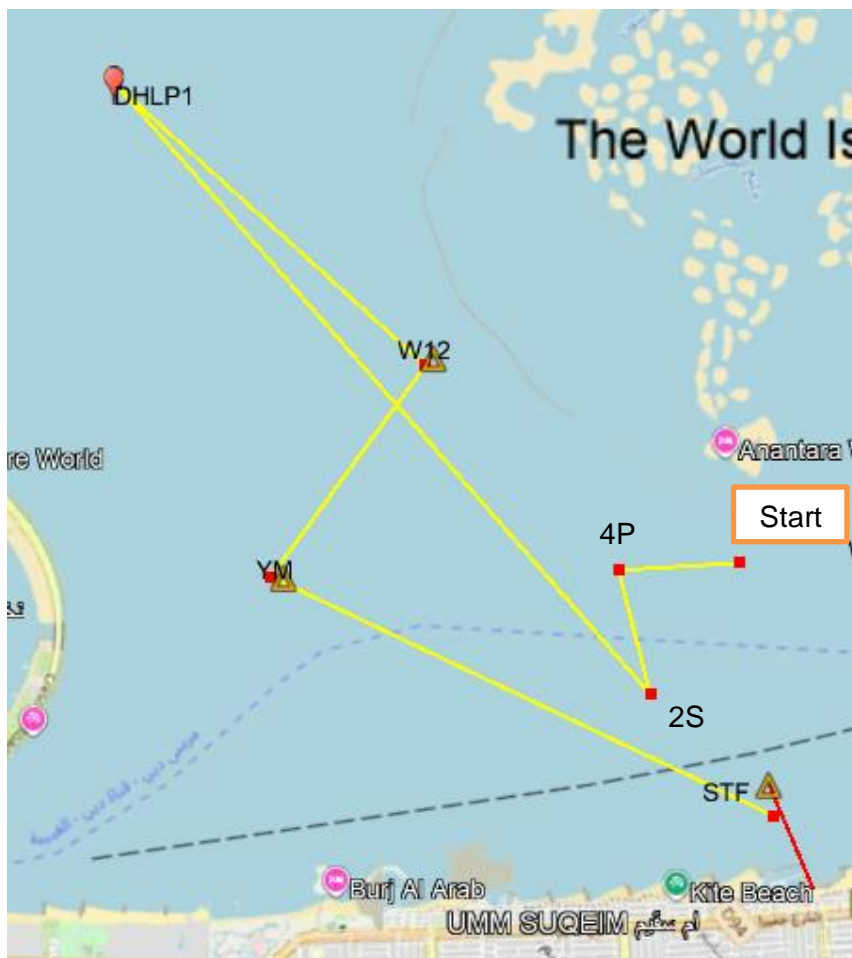 DHLP1
The World Is
W12
re World
Anantara
Start
4P
YM
2S
STF
Burj Al Arab
Kite Beach
D94
UMM SUQEIM أم سقيم